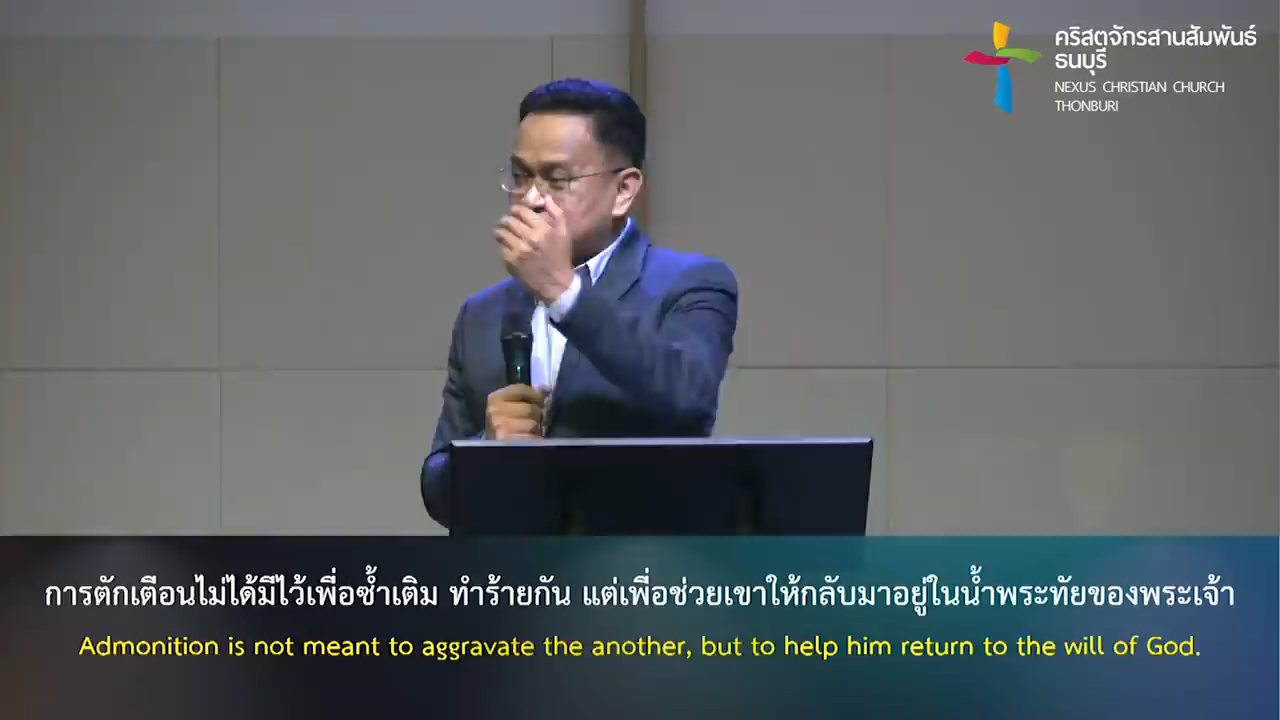 คริสตจักรสานสัมพันธ์
ธนบุรี
NEXUS CHRISTIAN CHURCH
THONBURI
การตักเตือนไม่ได้มีไว้เพื่อซ้ำเติม ทำร้ายกัน แต่เพื่อช่วยเขาให้กลับมาอยู่ในน้ำพระทัยของพระเจ้า
Admonition is not meant to aggravate the another, but to help him return to the will of God.